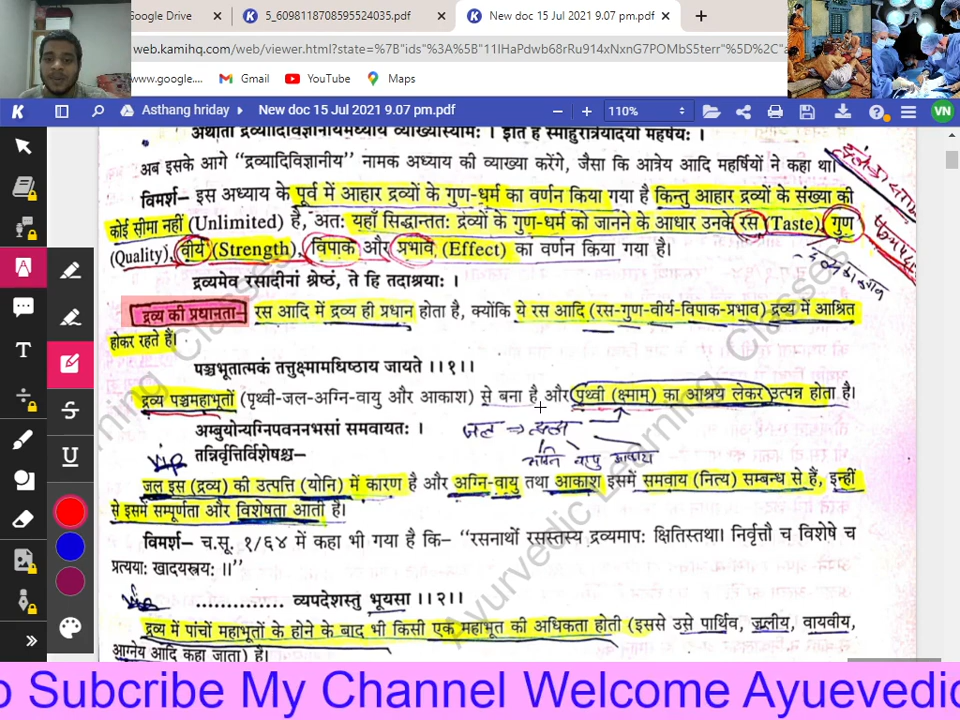 Google Drive
5_6098118708595524035.pdf
New doc 15 Jul 2021 9.07 pm.pdf
web.kamihq.com/web/viewer.html?state=%7B"ids"%3A%5B"11IHaPdwb68rRu914xNxnG7POMbS5terr"%5D%2C"a
www.google....
Gmail
YouTube
Maps
K
Asthang hriday
New doc 15 Jul 2021 9.07 pm.pdf
110%
VN
अथातो द्रव्यादिविज्ञानीयमध्यायं व्याख्यास्यामः । इति ह स्माहुरात्रेयादयो महर्षयः ।
अब इसके आगे "द्रव्यादिविज्ञानीय" नामक अध्याय की व्याख्या करेंगे, जैसा कि आत्रेय आदि महर्षियों ने कहा था।
विमर्श- इस अध्याय के पूर्व में आहार द्रव्यों के गुण-धर्म का वर्णन किया गया है किन्तु आहार द्रव्यों के संख्या की
कोई सीमा नहीं (Unlimited) है, अतः यहाँ सिद्धान्ततः द्रव्यों के गुण-धर्म को जानने के आधार उनके रस (Taste) गुण
(Quality), वीर्य (Strength), विपाक और प्रभाव (Effect) का वर्णन किया गया है।
द्रव्यमेव रसादीनां श्रेष्ठं, ते हि तदाश्रयाः ।
द्रव्य की प्रधानता- रस आदि में द्रव्य ही प्रधान होता है, क्योंकि ये रस आदि (रस-गुण-वीर्य-विपाक-प्रभाव) द्रव्य में आश्रित
होकर रहते हैं।
पञ्चभूतात्मकं तत्तुक्ष्मामधिष्ठाय जायते ।।१।।
द्रव्य पञ्चमहाभूतों (पृथ्वी-जल-अग्नि-वायु और आकाश) से बना है और पृथ्वी (क्ष्माम्) का आश्रय लेकर उत्पन्न होता है।
अम्बुयोन्यग्निपवननभसां समवायतः ।
जल ⇒ द्रव्य
तन्निर्वृत्तिर्विशेषश्च
अग्नि वायु आकाश
जल इस (द्रव्य) की उत्पत्ति (योनि) में कारण है और अग्नि-वायु तथा आकाश इसमें समवाय (नित्य) सम्बन्ध से हैं, इन्हीं
से इसमें सम्पूर्णता और विशेषता आती है।
विमर्श- च.सू. १/६४ में कहा भी गया है कि- "रसनार्थो रसस्तस्य द्रव्यमापः क्षितिस्तथा। निर्वृत्तौ च विशेषे च
प्रत्ययाः खादयस्त्रयः ।।"
.............. व्यपदेशस्तु भूयसा ।।२।।
द्रव्य में पांचों महाभूतों के होने के बाद भी किसी एक महाभूत की अधिकता होती (इससे उसे पार्थिव, जलीय, वायवीय,
आग्नेय आदि कहा जाता) है।
Ayurvedic Learning Classes
o Subcribe My Channel Welcome Ayuevedic